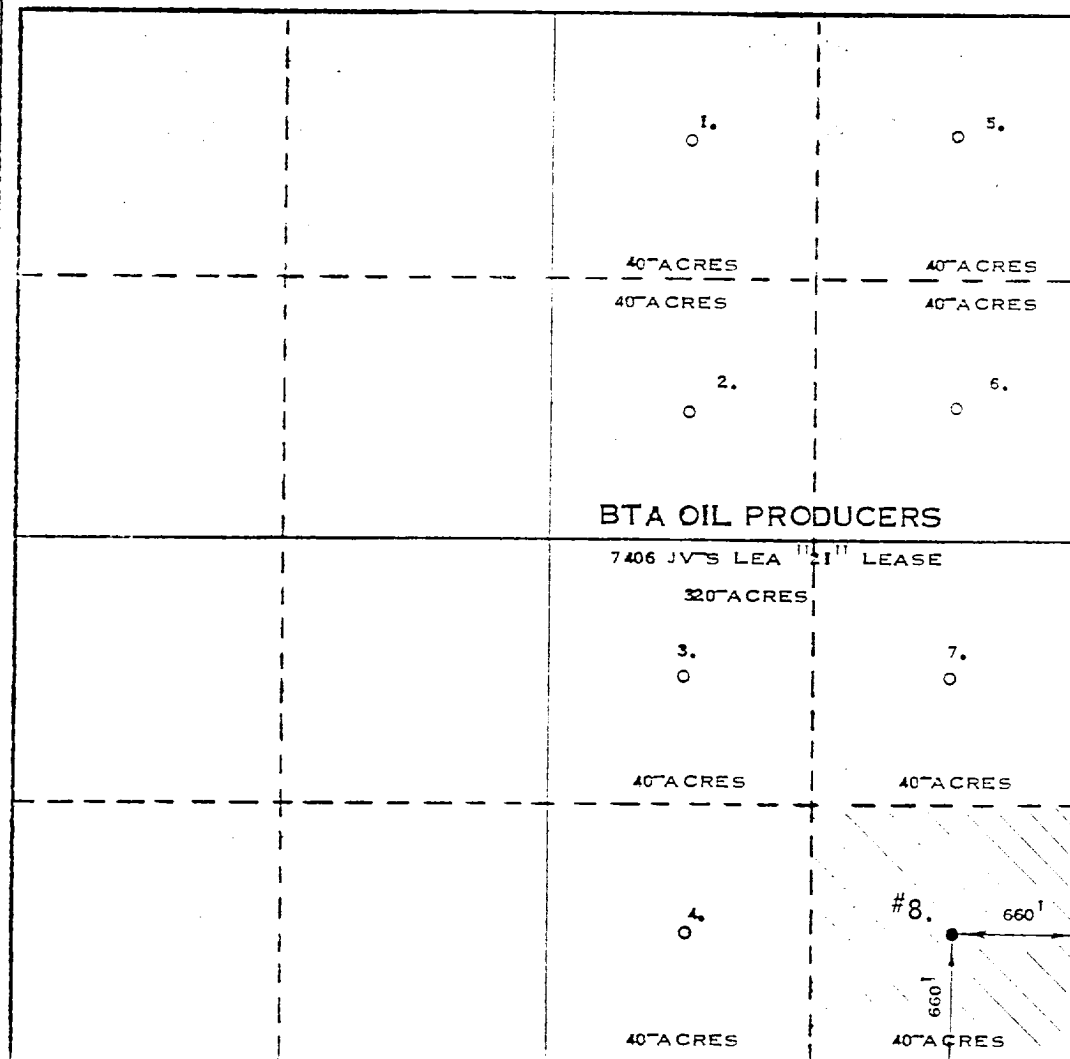 1. 5.
40 ACRES 40 ACRES
40 ACRES 40 ACRES
2. 6.
BTA OIL PRODUCERS
7406 JV-S LEA "21" LEASE
320 ACRES
3. 7.
40 ACRES 40 ACRES
#8.
4. 660'
660'
40 ACRES 40 ACRES